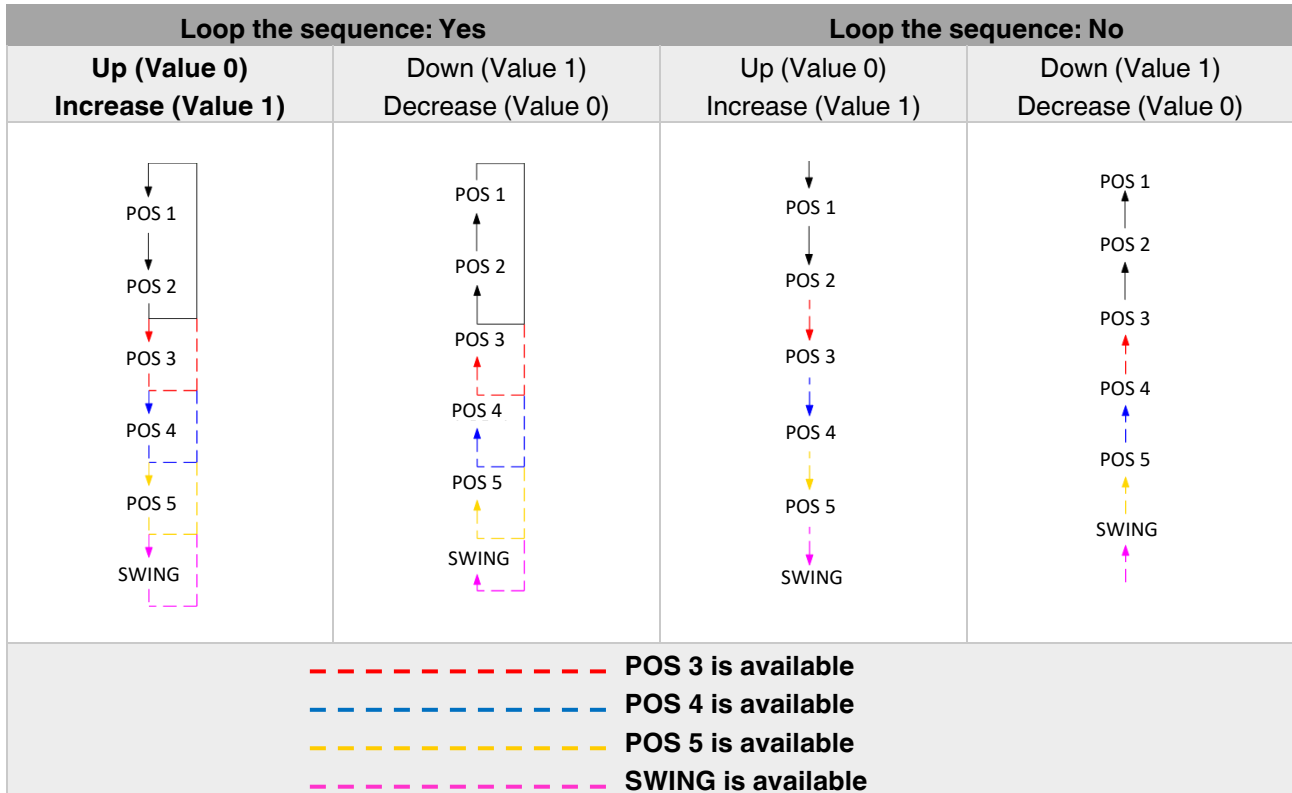 Loop the sequence: Yes
Loop the sequence: No
Up (Value 0)
Increase (Value 1)
Down (Value 1)
Decrease (Value 0)
Up (Value 0)
Increase (Value 1)
Down (Value 1)
Decrease (Value 0)
POS 1
POS 2
POS 3
POS 4
POS 5
SWING
POS 1
POS 2
POS 3
POS 4
POS 5
SWING
POS 1
POS 2
POS 3
POS 4
POS 5
SWING
POS 1
POS 2
POS 3
POS 4
POS 5
SWING
POS 3 is available
POS 4 is available
POS 5 is available
SWING is available